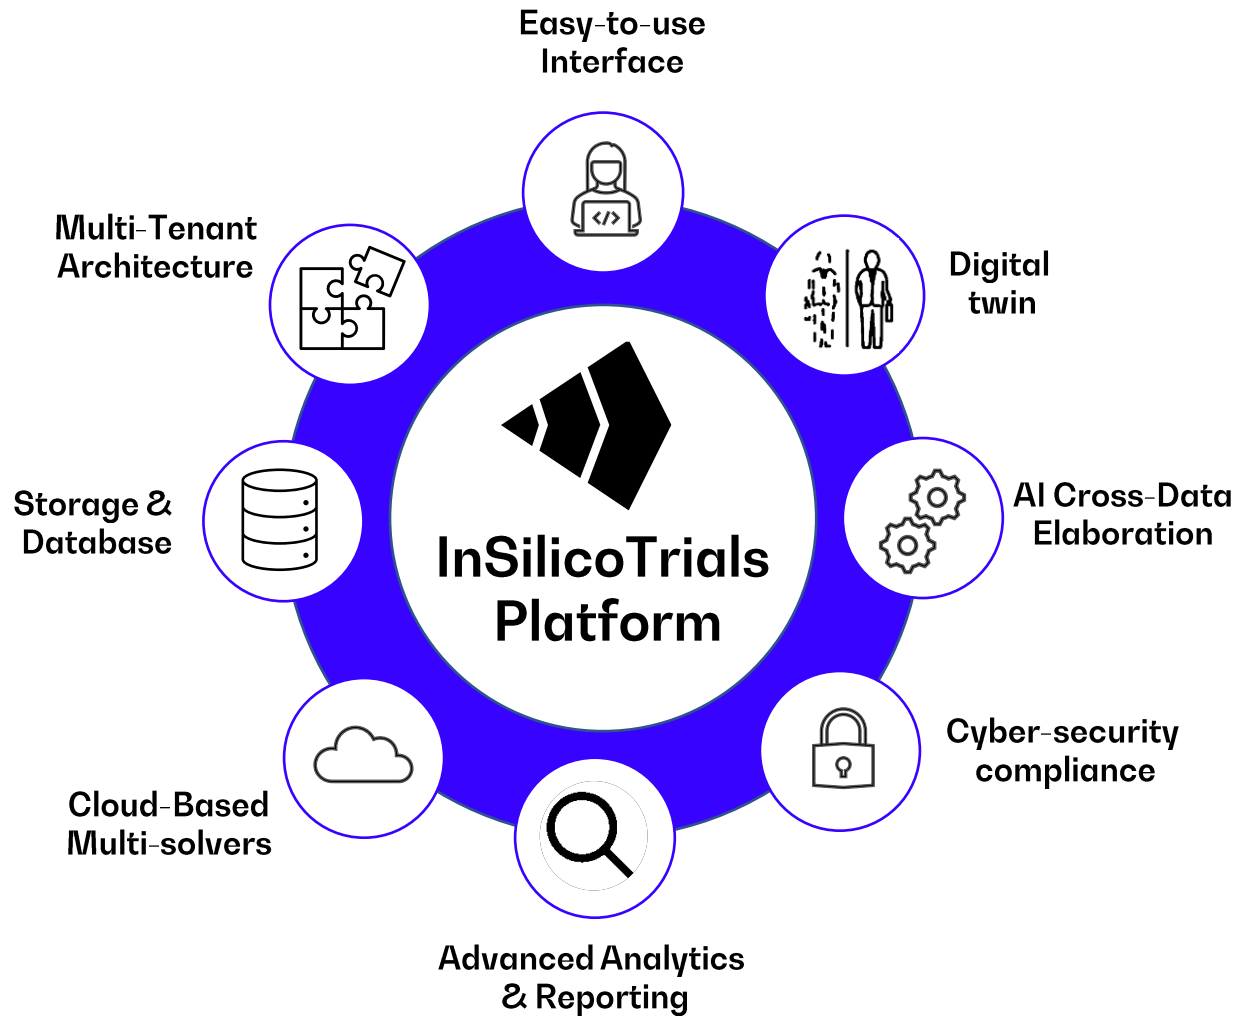 Easy-to-use
Interface
Multi-Tenant
Architecture
Digital
twin
Storage &
Database
AI Cross-Data
Elaboration
InSilicoTrials
Platform
Cyber-security
compliance
Cloud-Based
Multi-solvers
Advanced Analytics
& Reporting